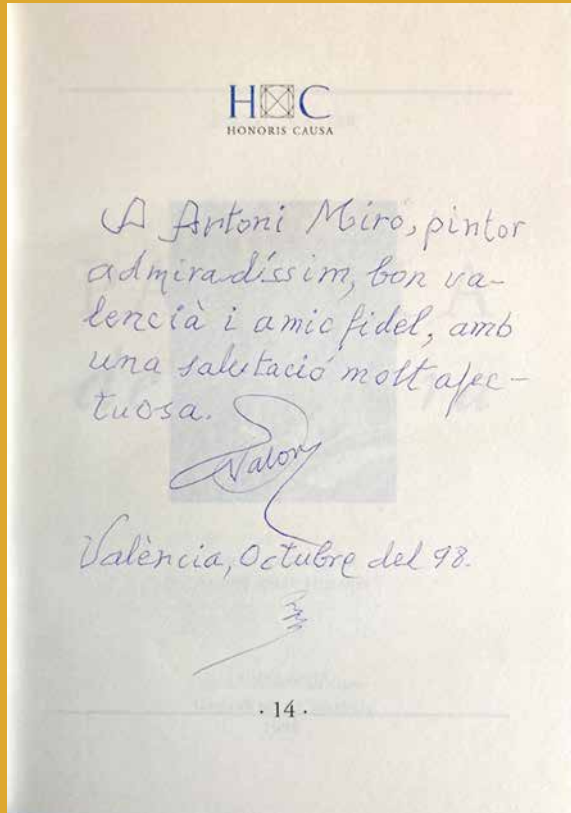 H C
HONORIS CAUSA
A Antoni Miró, pintor
admiradíssim, bon va-
lencià i amic fidel, amb
una salutació molt afec-
tuosa.
Valor
València, Octubre del 98.
· 14 ·